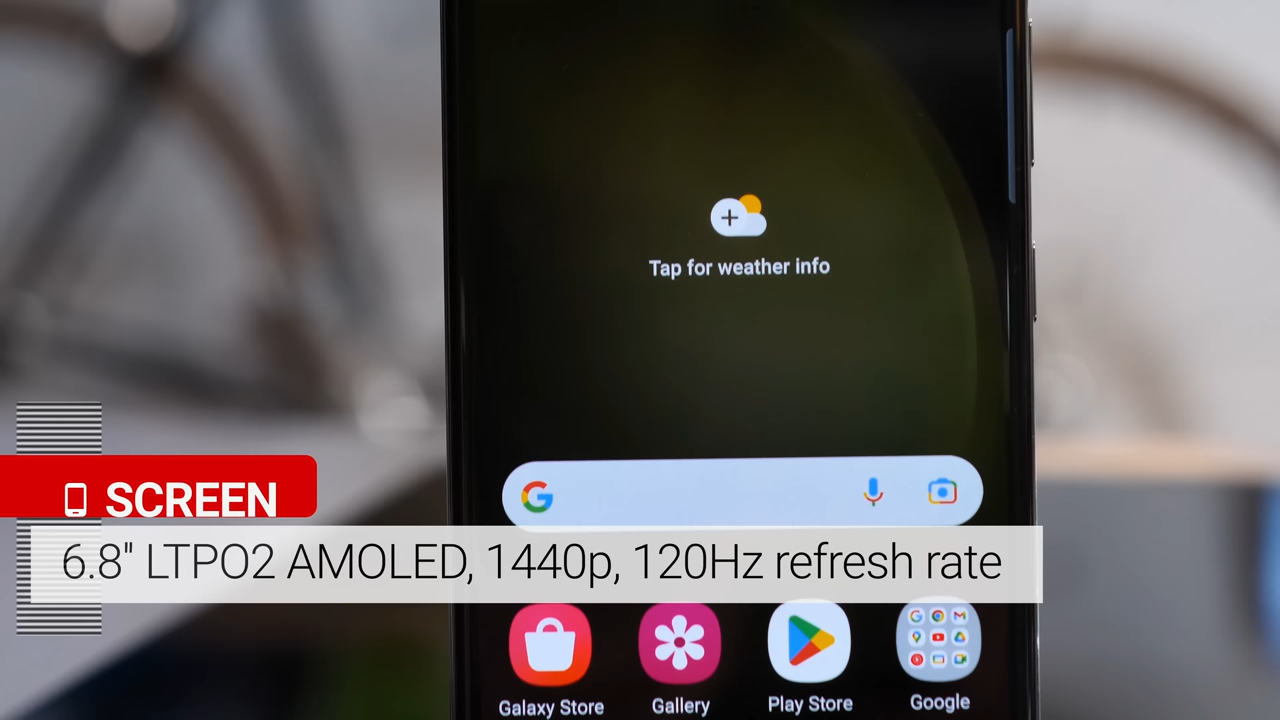 Tap for weather info
SCREEN
6.8" LTPO2 AMOLED, 1440p, 120Hz refresh rate
Galaxy Store
Gallery
Play Store
Google